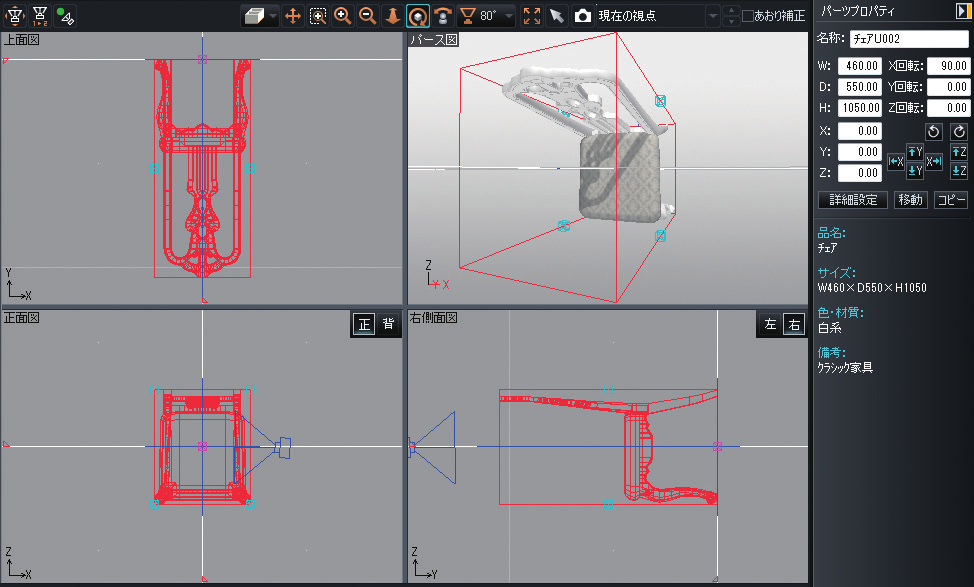 80°
現在の視点
あおり補正
パーツプロパティ
上面図
パース図
名称: ﾁｪｱU002
W: 460.00 X回転: 90.00
D: 550.00 Y回転: 0.00
H: 1050.00 Z回転: 0.00
X: 0.00
Y: 0.00
Z: 0.00
X Y X Z
Y Z
詳細設定 移動 コピー
品名:
ﾁｪｱ
サイズ:
W460×D550×H1050
色・材質:
白系
備考:
ｸﾗｼｯｸ家具
Y
X
Z
Y X
正面図
正 背
右側面図
左 右
Z
X
Z
Y